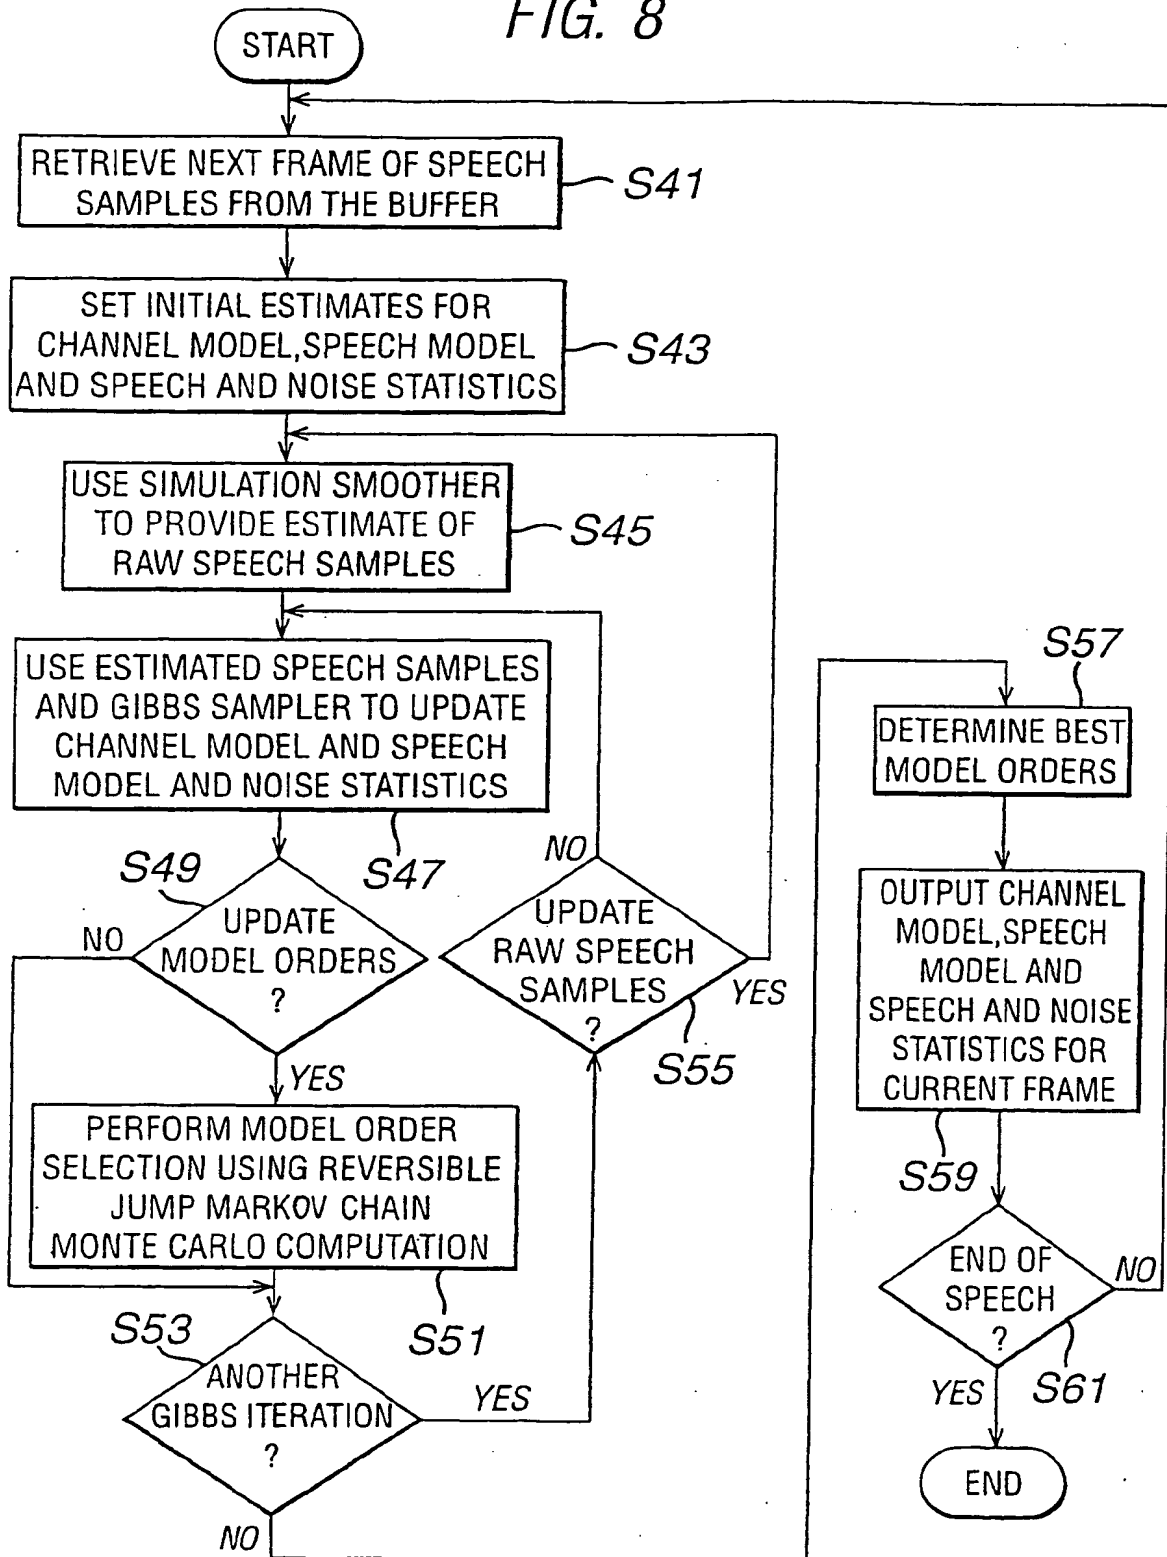 FIG. 8
START
RETRIEVE NEXT FRAME OF SPEECH
SAMPLES FROM THE BUFFER
S41
SET INITIAL ESTIMATES FOR
CHANNEL MODEL,SPEECH MODEL
AND SPEECH AND NOISE STATISTICS
S43
USE SIMULATION SMOOTHER
TO PROVIDE ESTIMATE OF
RAW SPEECH SAMPLES
S45
USE ESTIMATED SPEECH SAMPLES
AND GIBBS SAMPLER TO UPDATE
CHANNEL MODEL AND SPEECH
MODEL AND NOISE STATISTICS
S47
S49
UPDATE
MODEL ORDERS
?
NO
YES
PERFORM MODEL ORDER
SELECTION USING REVERSIBLE
JUMP MARKOV CHAIN
MONTE CARLO COMPUTATION
S51
S53
ANOTHER
GIBBS ITERATION
?
YES
NO
NO
UPDATE
RAW SPEECH
SAMPLES
?
YES
S55
S57
DETERMINE BEST
MODEL ORDERS
OUTPUT CHANNEL
MODEL,SPEECH
MODEL AND
SPEECH AND NOISE
STATISTICS FOR
CURRENT FRAME
S59
END OF
SPEECH
?
NO
S61
YES
END